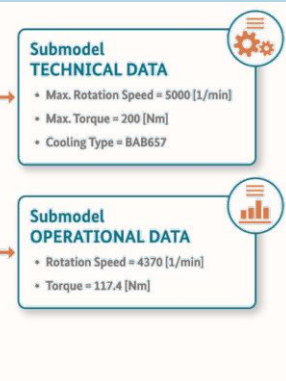 Submodel
TECHNICAL DATA
• Max. Rotation Speed = 5000 [1/min]
• Max. Torque = 200 [Nm]
• Cooling Type = BAB657
Submodel
OPERATIONAL DATA
• Rotation Speed = 4370 [1/min]
• Torque = 117.4 [Nm]